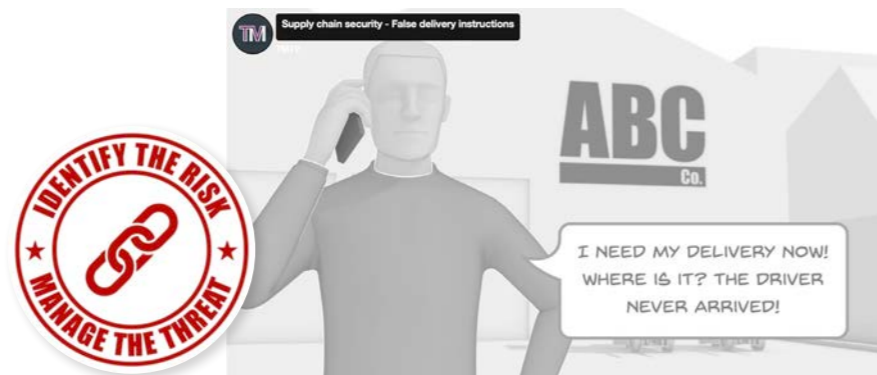 TM
Supply chain security - False delivery instructions
ABC
Co.
IDENTIFY THE RISK
MANAGE THE THREAT
I NEED MY DELIVERY NOW!
WHERE IS IT? THE DRIVER
NEVER ARRIVED!